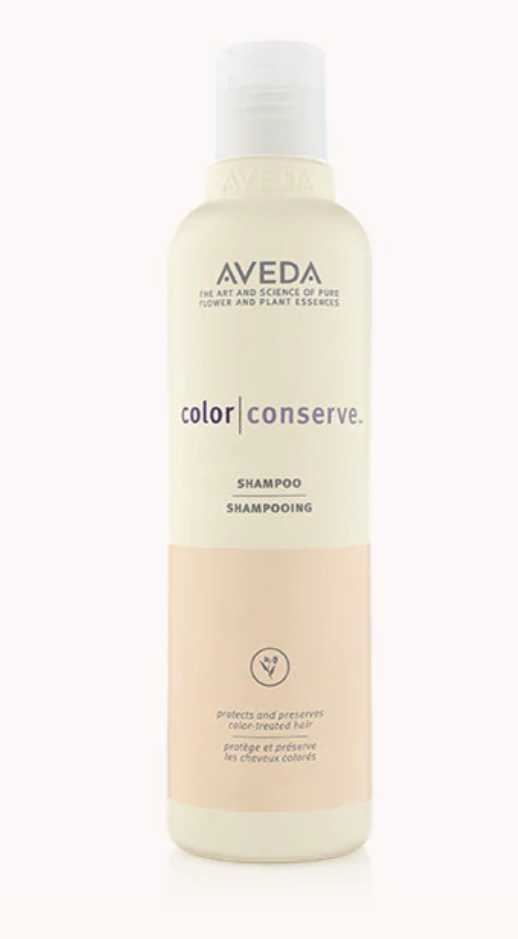 AVEDA
AVEDA
THE ART AND SCIENCE OF PURE
FLOWER AND PLANT ESSENCES
color|conserve™
SHAMPOO
SHAMPOOING
protects and preserves
color-treated hair
protège et préserve
les cheveux colorés